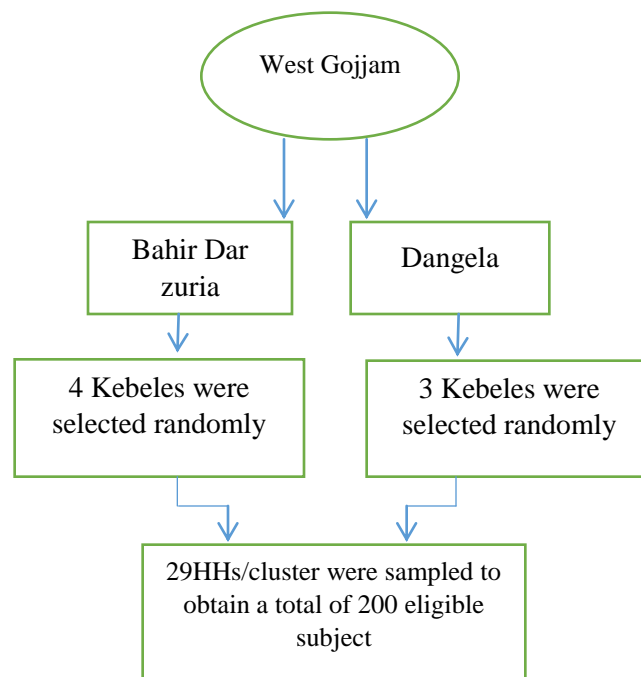 West Gojjam
Bahir Dar
zuria
Dangela
4 Kebeles were
selected randomly
3 Kebeles were
selected randomly
29HHs/cluster were sampled to
obtain a total of 200 eligible
subject